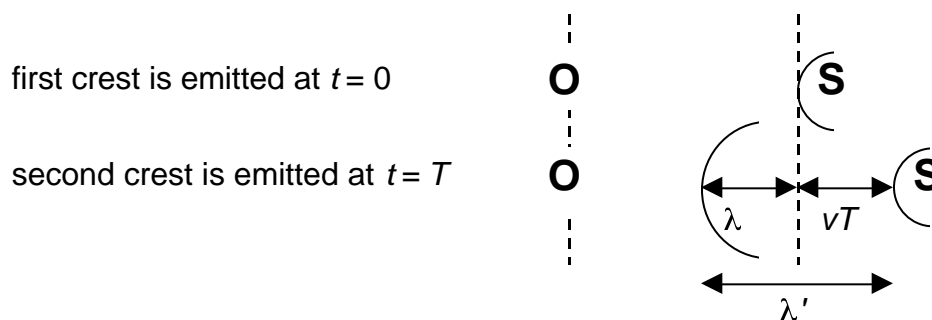 first crest is emitted at t = 0 O S
second crest is emitted at t = T O S
λ vT
λ′